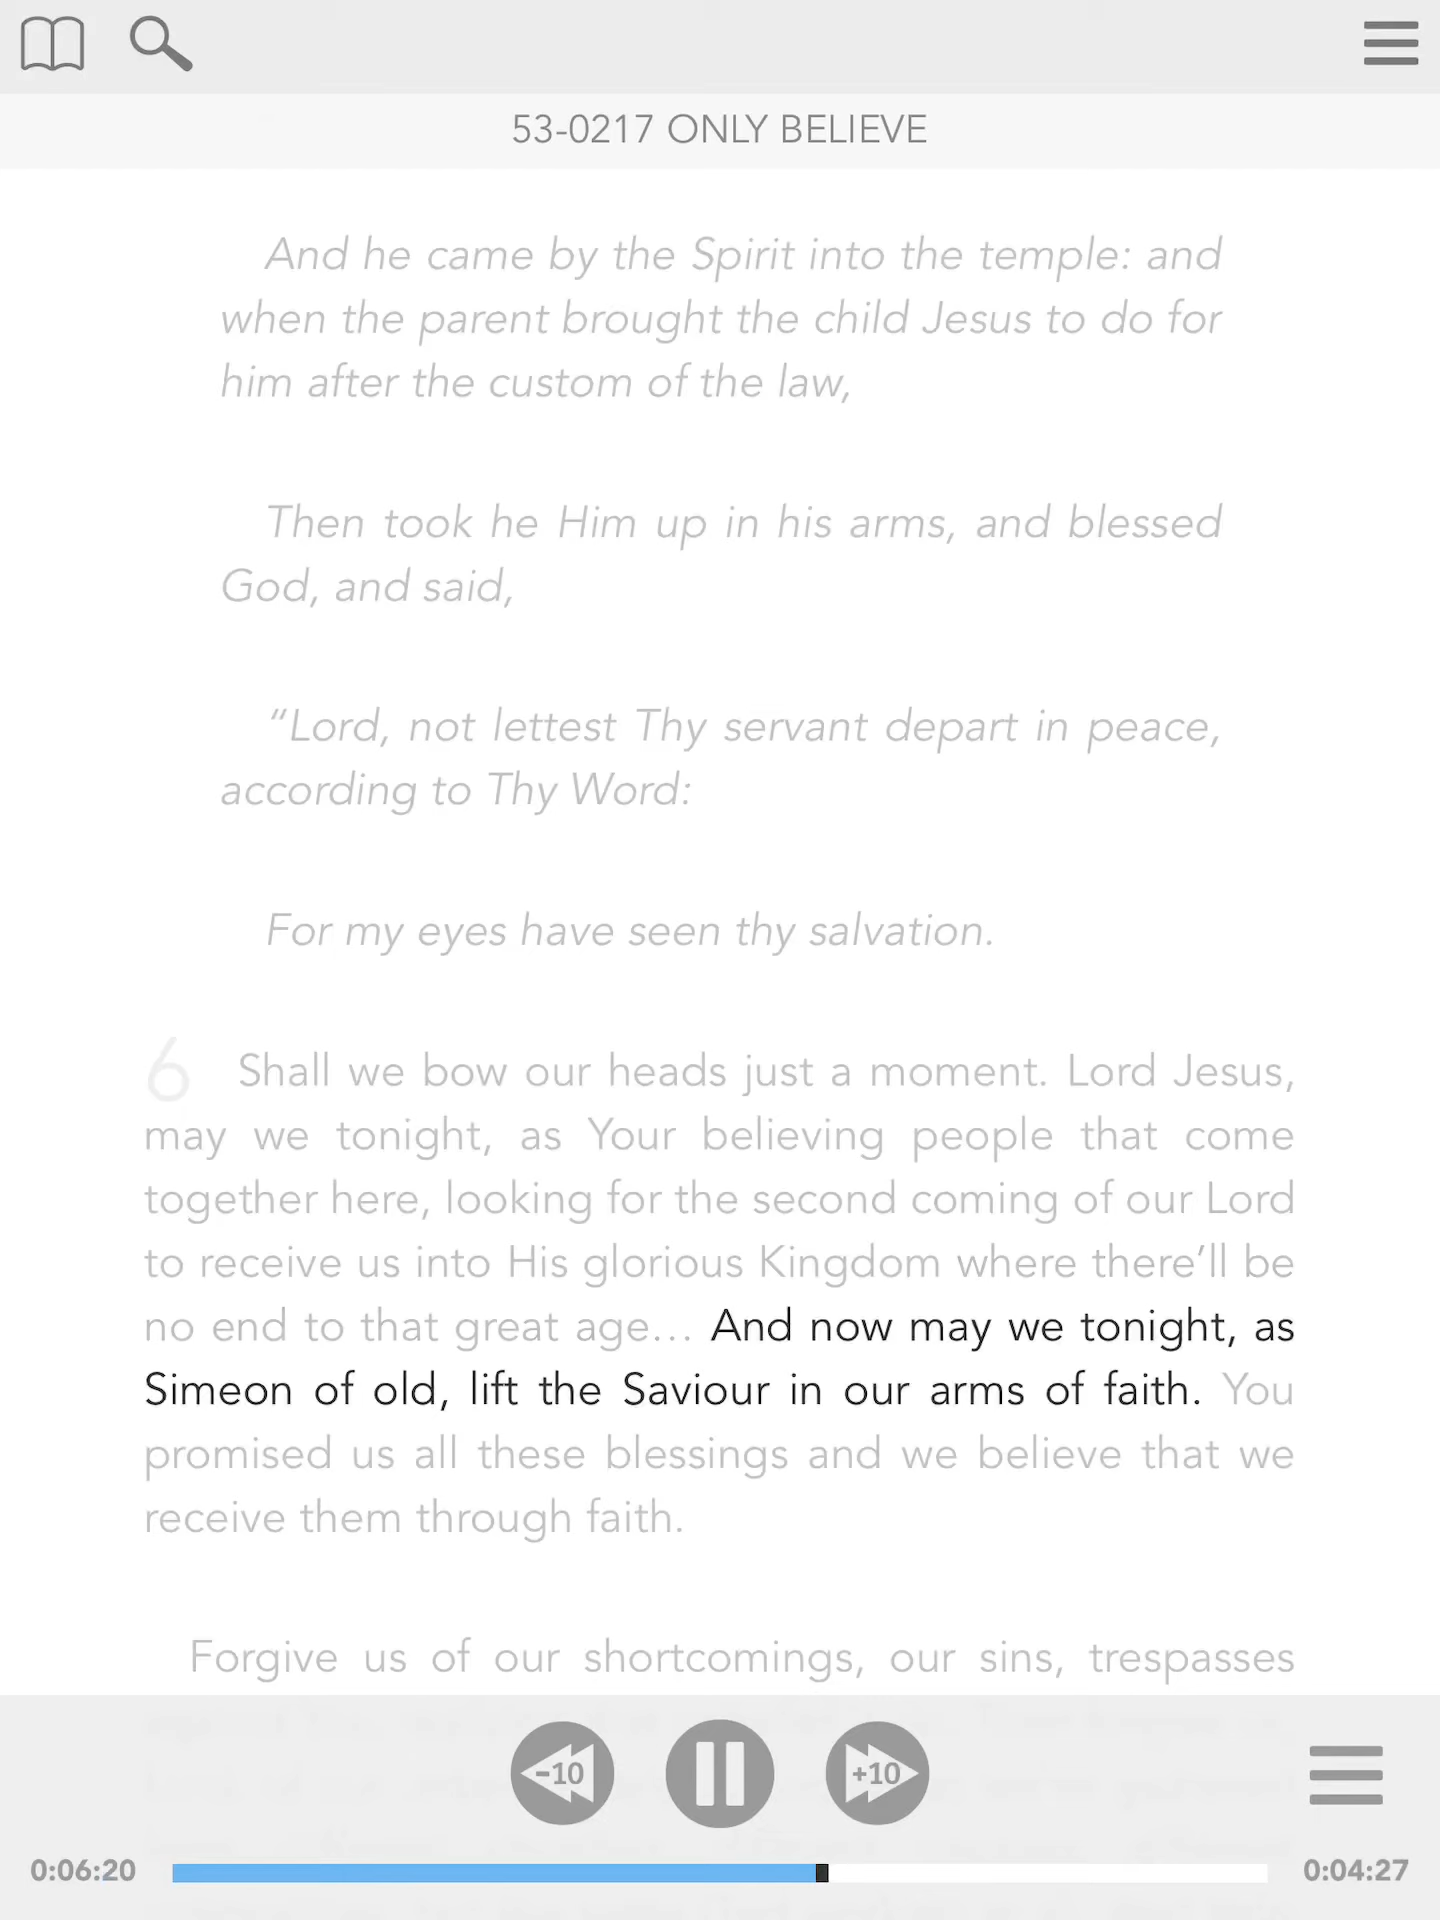 53-0217 ONLY BELIEVE
And he came by the Spirit into the temple: and
when the parent brought the child Jesus to do for
him after the custom of the law,
Then took he Him up in his arms, and blessed
God, and said,
“Lord, not lettest Thy servant depart in peace,
according to Thy Word:
For my eyes have seen thy salvation.
6 Shall we bow our heads just a moment. Lord Jesus,
may we tonight, as Your believing people that come
together here, looking for the second coming of our Lord
to receive us into His glorious Kingdom where there’ll be
no end to that great age… And now may we tonight, as
Simeon of old, lift the Saviour in our arms of faith. You
promised us all these blessings and we believe that we
receive them through faith.
Forgive us of our shortcomings, our sins, trespasses
-10 +10
0:06:20 0:04:27